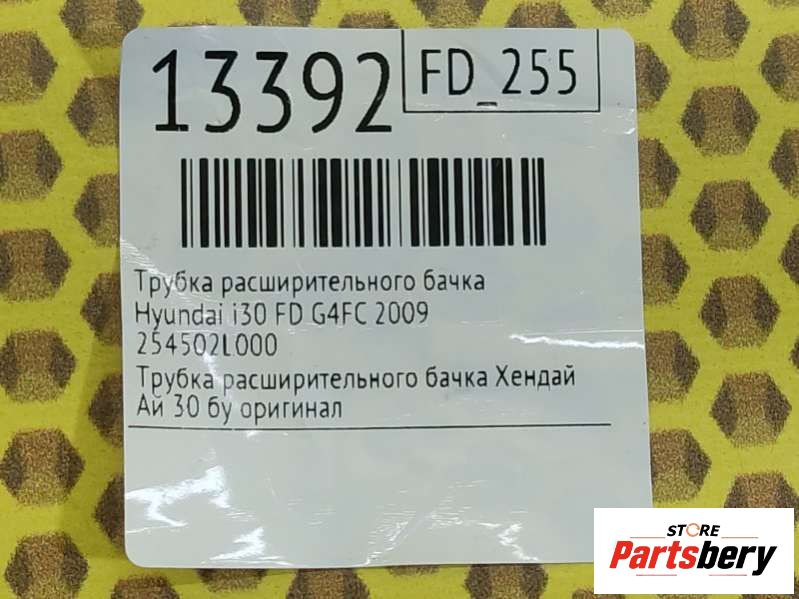 13392
FD_255
Трубка расширительного бачка
Hyundai i30 FD G4FC 2009
254502L000
Трубка расширительного бачка Хендай
Ай 30 бу оригинал
STORE
Partsbery